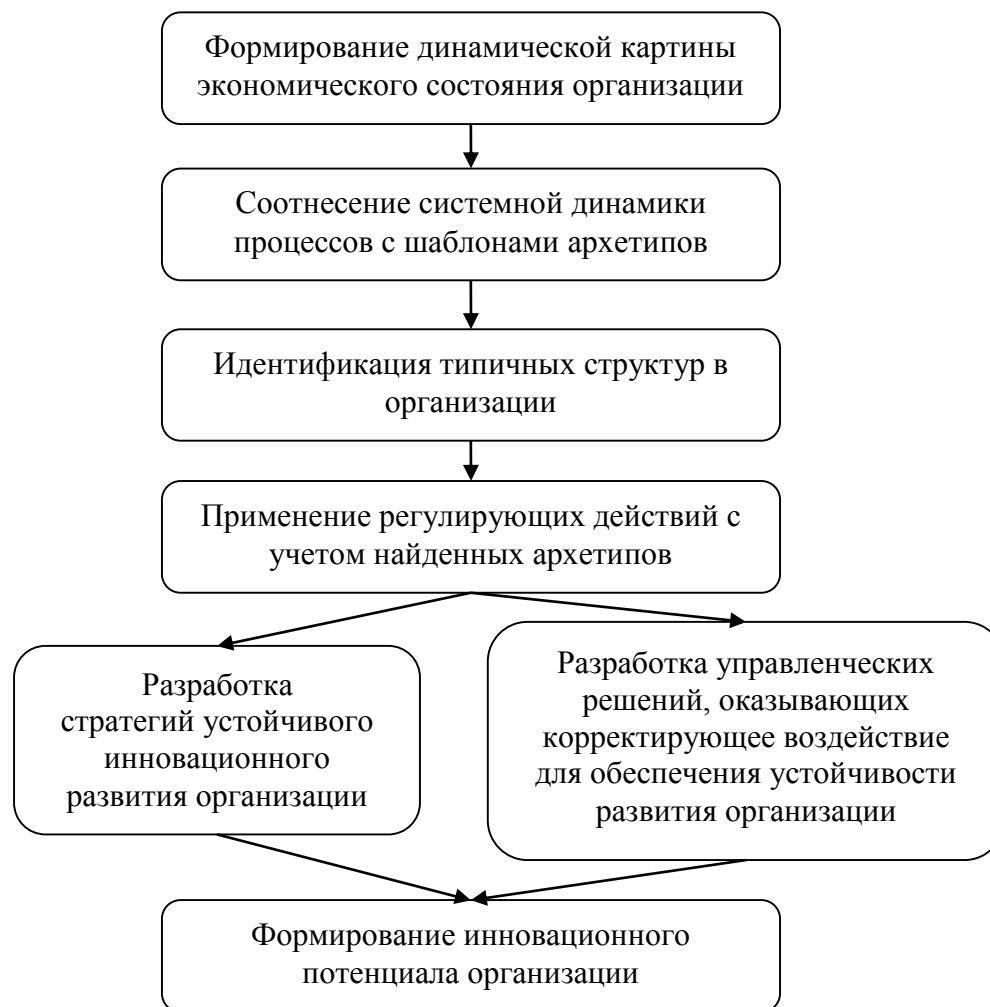 Формирование динамической картины
экономического состояния организации
Соотнесение системной динамики
процессов с шаблонами архетипов
Идентификация типичных структур в
организации
Применение регулирующих действий с
учетом найденных архетипов
Разработка
стратегий устойчивого
инновационного
развития организации
Разработка управленческих
решений, оказывающих
корректирующее воздействие
для обеспечения устойчивости
развития организации
Формирование инновационного
потенциала организации